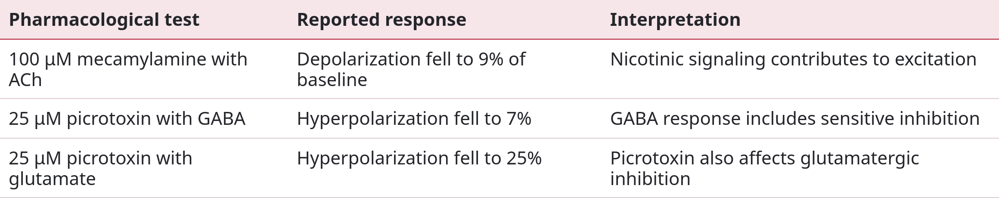 Pharmacological test Reported response Interpretation
100 µM mecamylamine with Depolarization fell to 9% of Nicotinic signaling contributes to excitation
ACh baseline
25 µM picrotoxin with GABA Hyperpolarization fell to 7% GABA response includes sensitive inhibition
25 µM picrotoxin with Hyperpolarization fell to 25% Picrotoxin also affects glutamatergic
glutamate inhibition